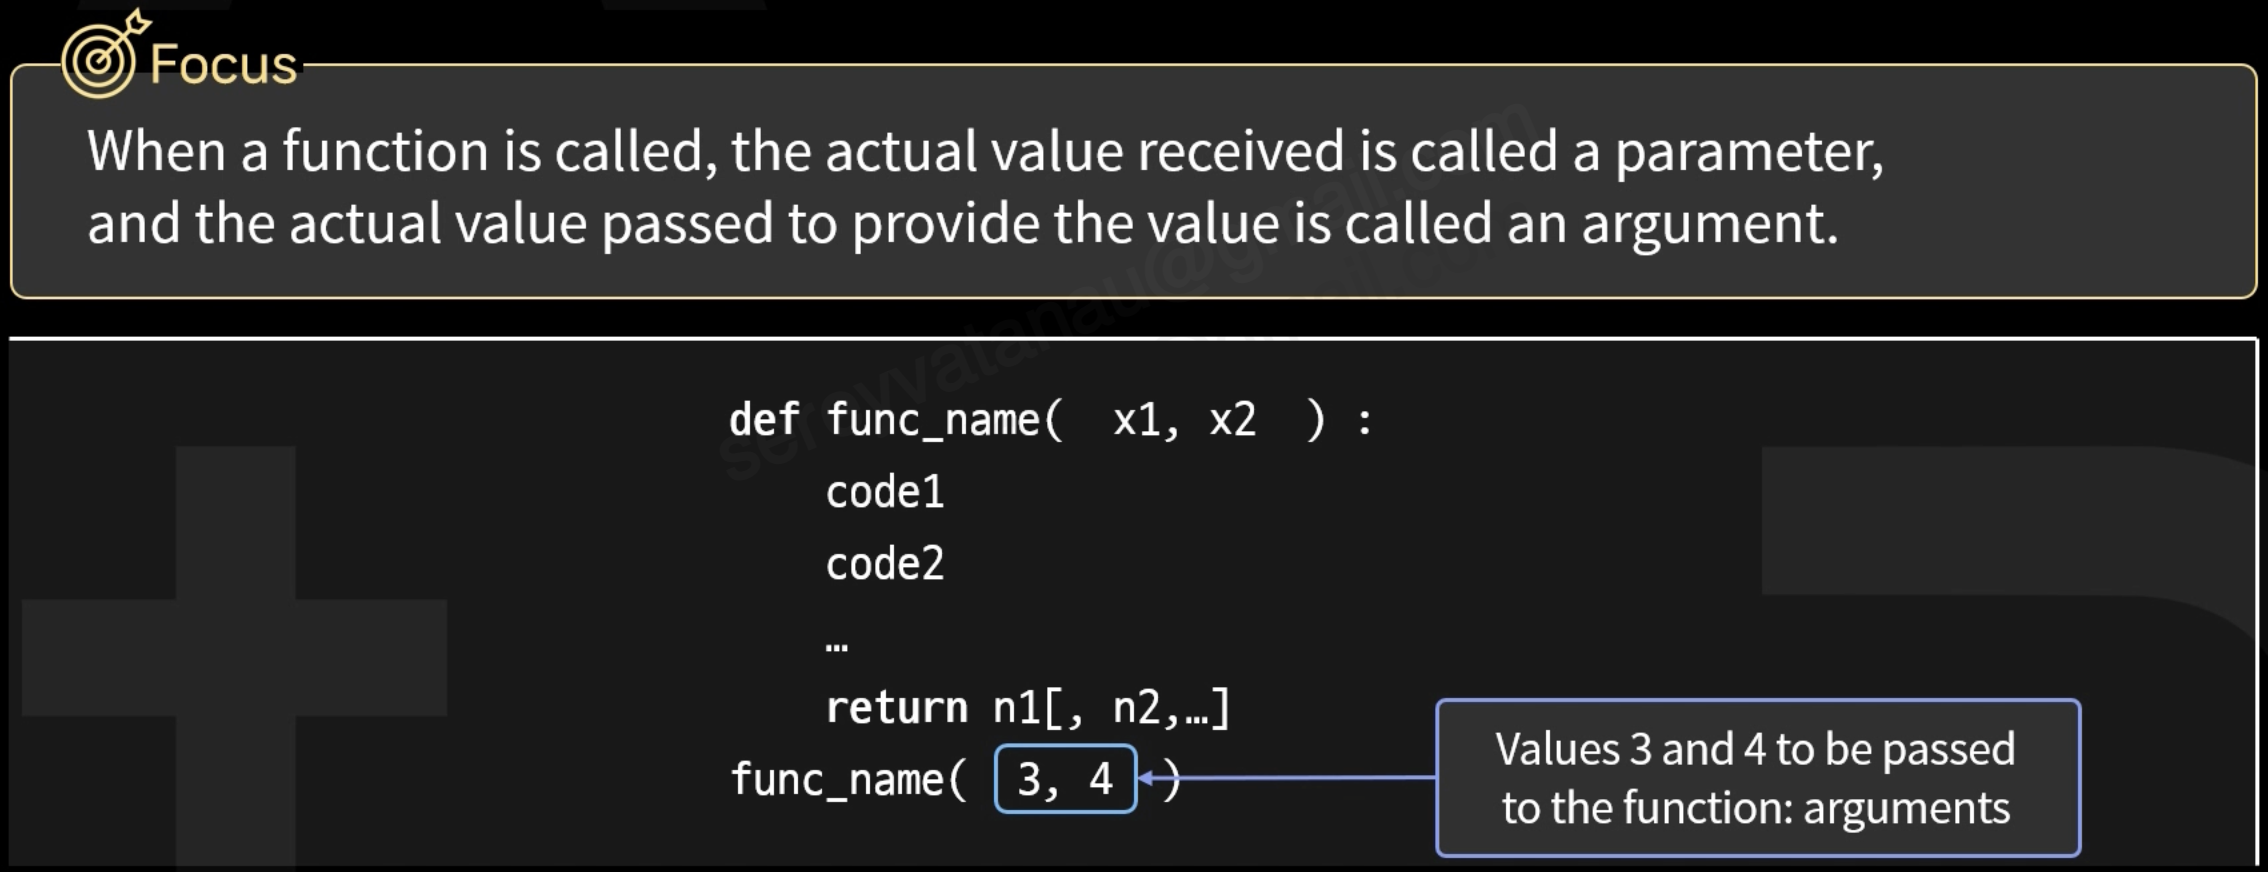 Focus
When a function is called, the actual value received is called a parameter,
and the actual value passed to provide the value is called an argument.
def func_name( x1, x2 ) :
code1
code2
…
return n1[, n2,…]
func_name( 3, 4 )
Values 3 and 4 to be passed
to the function: arguments